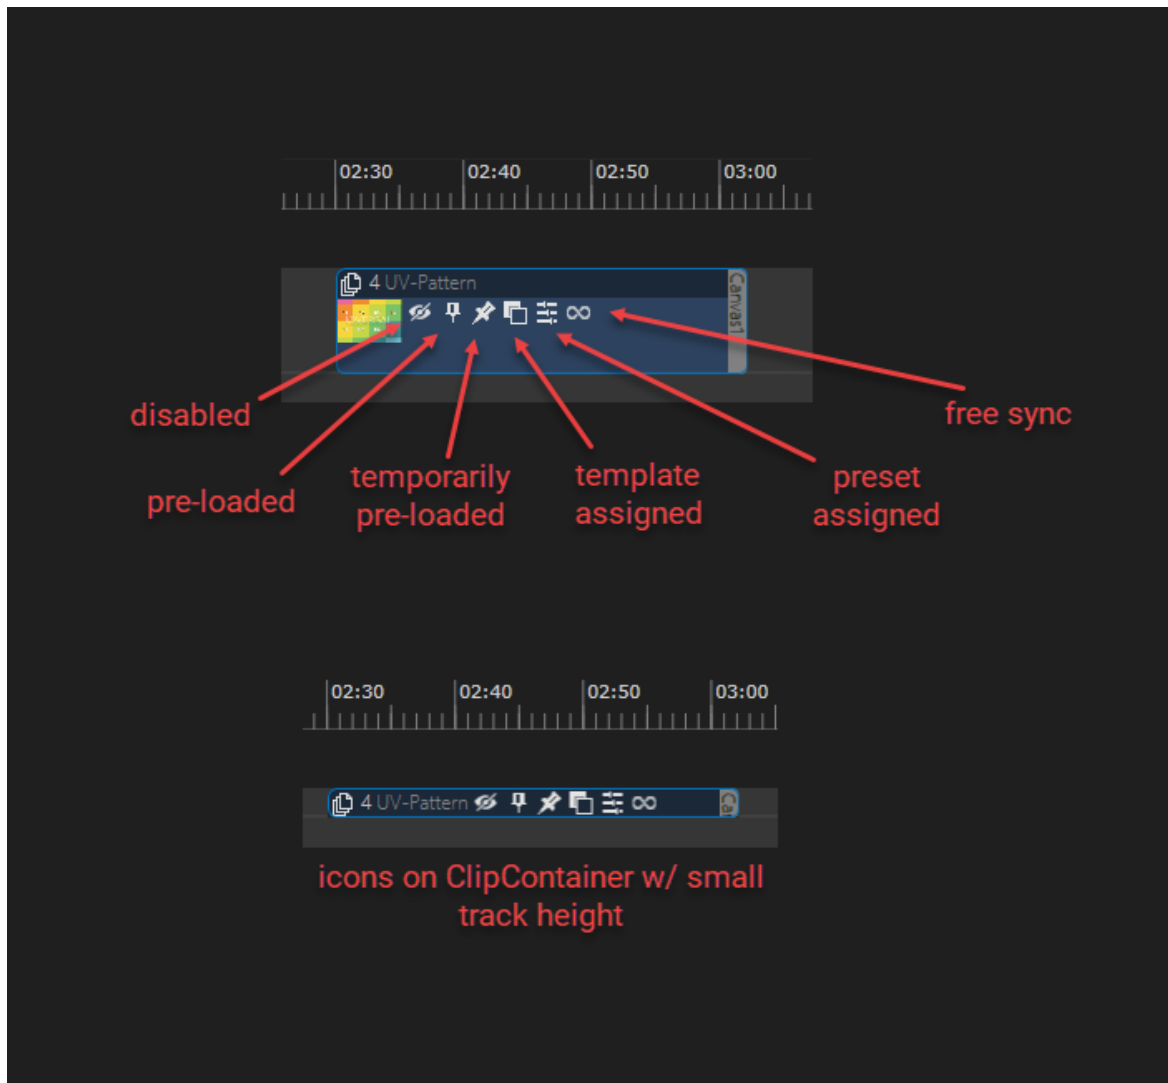 02:30 02:40 02:50 03:00
4 UV-Pattern
Canvas1
disabled
free sync
pre-loaded
temporarily
pre-loaded
template
assigned
preset
assigned
02:30 02:40 02:50 03:00
4 UV-Pattern
Ca
icons on ClipContainer w/ small
track height